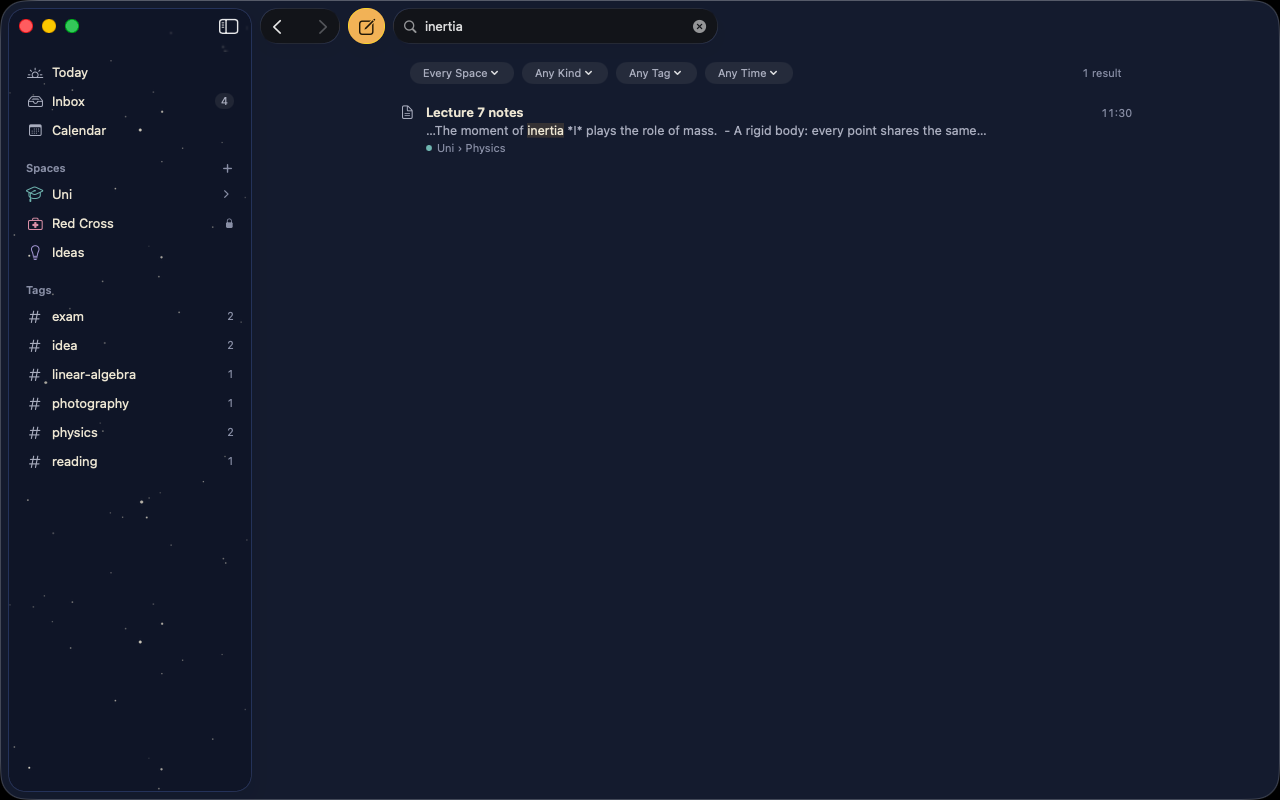 inertia
Today
Inbox 4
Calendar
Spaces +
Uni
Red Cross
Ideas
Tags
# exam 2
# idea 2
# linear-algebra 1
# photography 1
# physics 2
# reading 1
Every Space Any Kind Any Tag Any Time 1 result
Lecture 7 notes 11:30
...The moment of inertia *I* plays the role of mass. - A rigid body: every point shares the same...
Uni › Physics